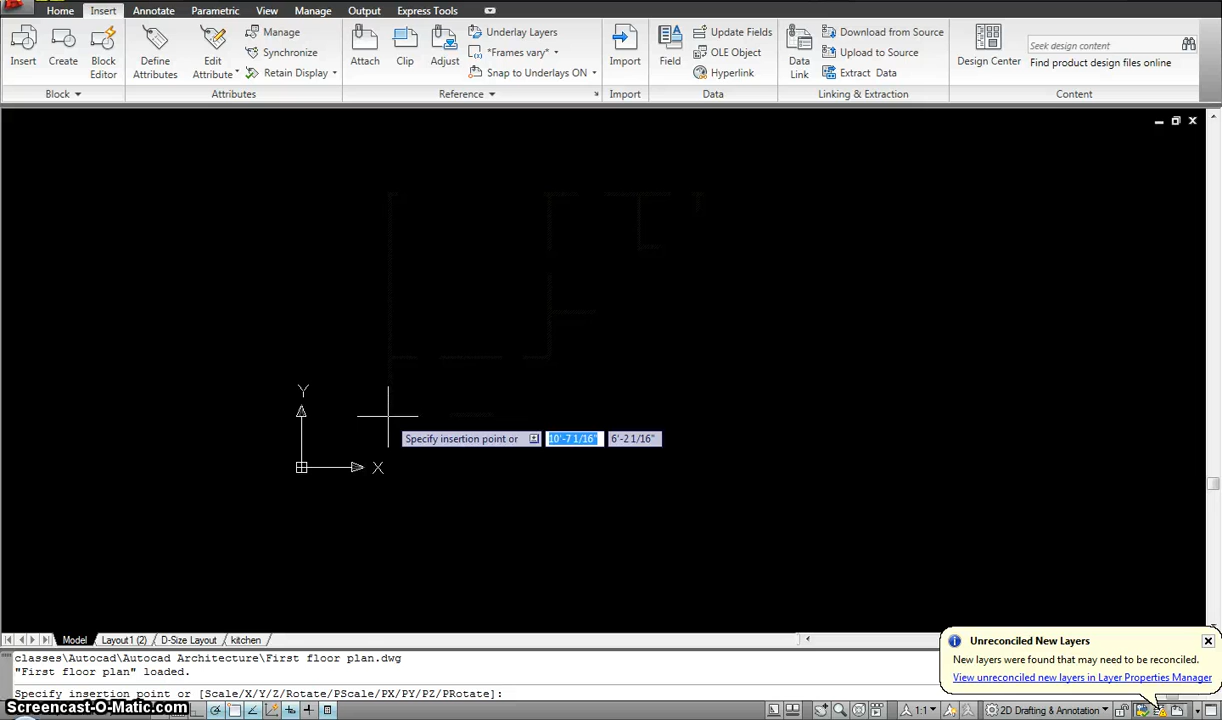 Home Insert Annotate Parametric View Manage Output Express Tools
Insert Create Block Editor
Define Attributes Edit Attribute Manage
Synchronize
Retain Display
Attach Clip Adjust Underlay Layers
*Frames vary*
Snap to Underlays ON
Import Field Update Fields
OLE Object
Hyperlink
Data Link Download from Source
Upload to Source
Extract Data
Design Center Seek design content
Find product design files online
Block Attributes Reference Import Data Linking & Extraction Content
Y
Specify insertion point or 10'-7 1/16" 6'-2 1/16"
X
Model Layout1 (2) D-Size Layout kitchen
Unreconciled New Layers
New layers were found that may need to be reconciled.
View unreconciled new layers in Layer Properties Manager
classes\Autocad\Autocad Architecture\First floor plan.dwg
"First floor plan" loaded.
Specify insertion point or [Scale/X/Y/Z/Rotate/PScale/PX/PY/PZ/PRotate]:
Screencast-O-Matic.com
1:1 2D Drafting & Annotation